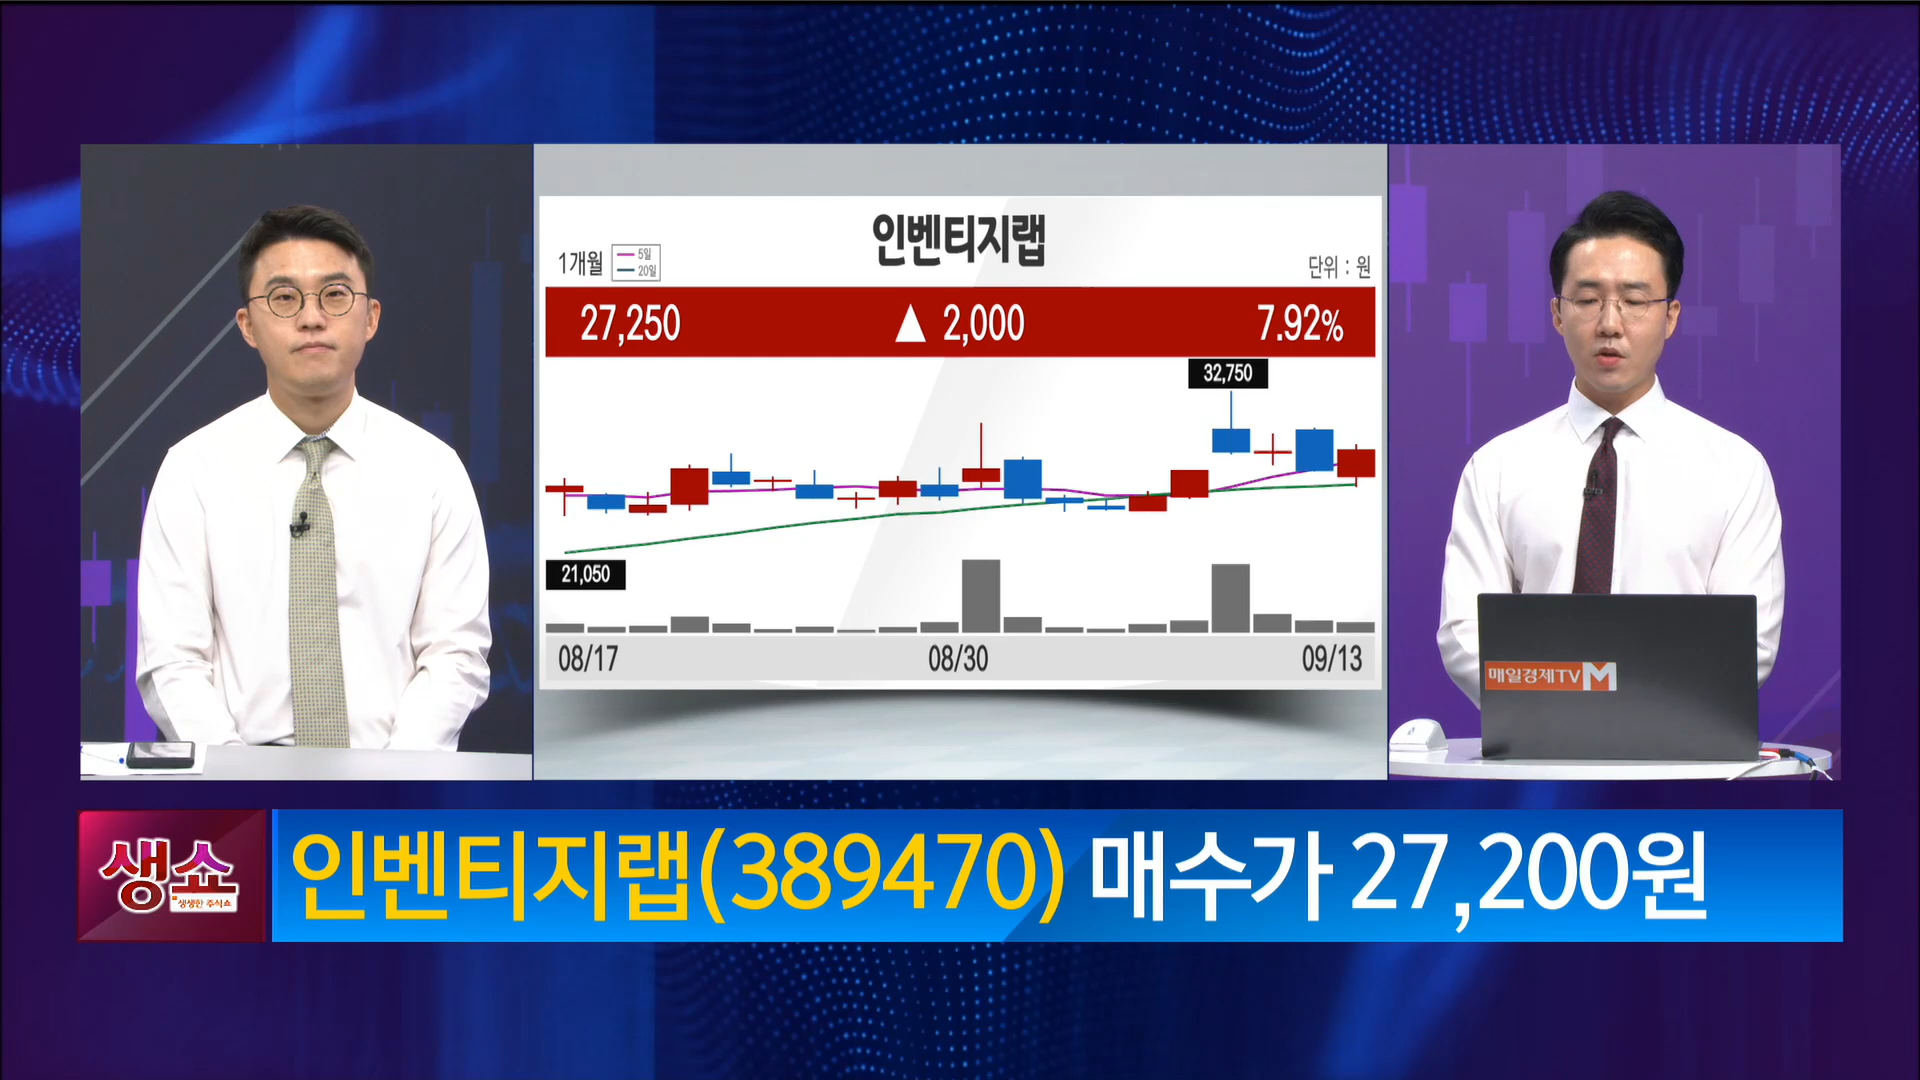 인벤티지랩
1개월
5일
20일
단위 : 원
27,250 ▲ 2,000 7.92%
32,750
21,050
08/17 08/30 09/13
매일경제TV M
생쇼
생생한 주식쇼
인벤티지랩(389470) 매수가 27,200원